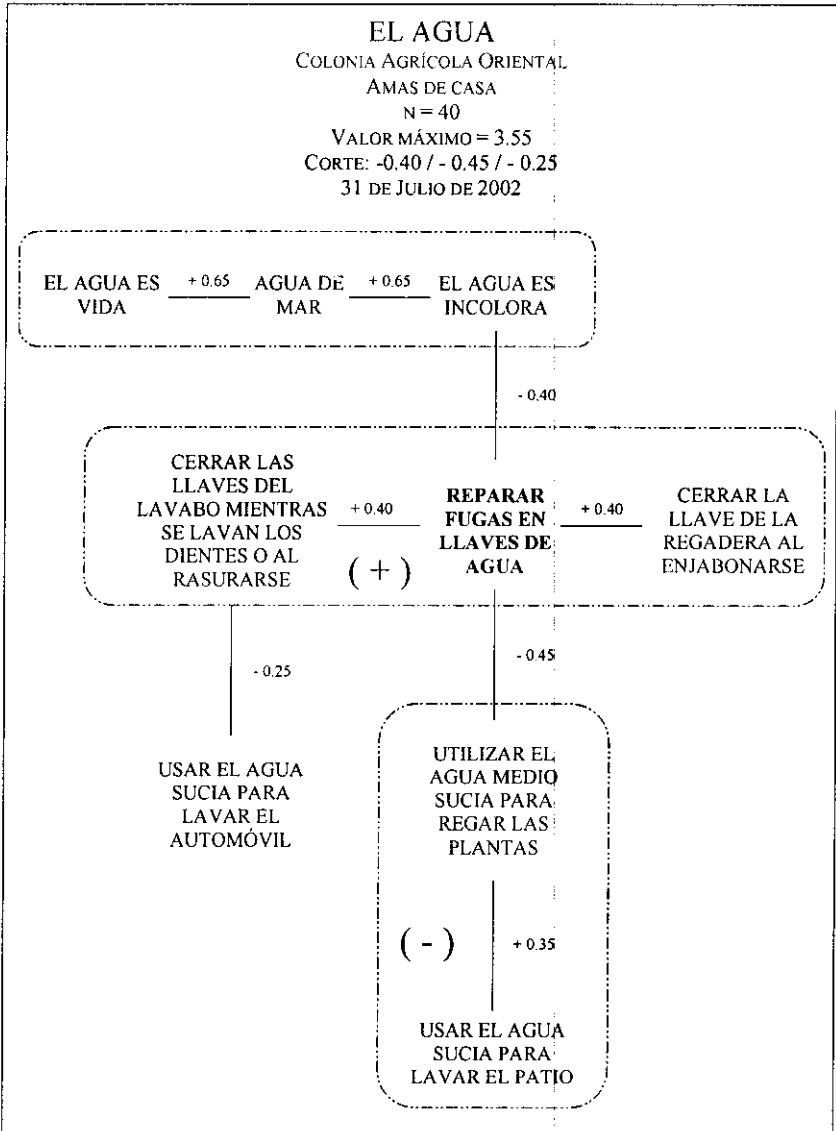 EL AGUA
COLONIA AGRÍCOLA ORIENTAL
AMAS DE CASA
N = 40
VALOR MÁXIMO = 3.55
CORTE: -0.40 / - 0.45 / - 0.25
31 DE JULIO DE 2002
EL AGUA ES
VIDA
+ 0.65
AGUA DE
MAR
+ 0.65
EL AGUA ES
INCOLORA
- 0.40
CERRAR LAS
LLAVES DEL
LAVABO MIENTRAS
SE LAVAN LOS
DIENTES O AL
RASURARSE
+ 0.40
( + )
REPARAR
FUGAS EN
LLAVES DE
AGUA
+ 0.40
CERRAR LA
LLAVE DE LA
REGADERA AL
ENJABONARSE
- 0.25
- 0.45
USAR EL AGUA
SUCIA PARA
LAVAR EL
AUTOMÓVIL
UTILIZAR EL
AGUA MEDIO
SUCIA PARA
REGAR LAS
PLANTAS
( - )
+ 0.35
USAR EL AGUA
SUCIA PARA
LAVAR EL PATIO